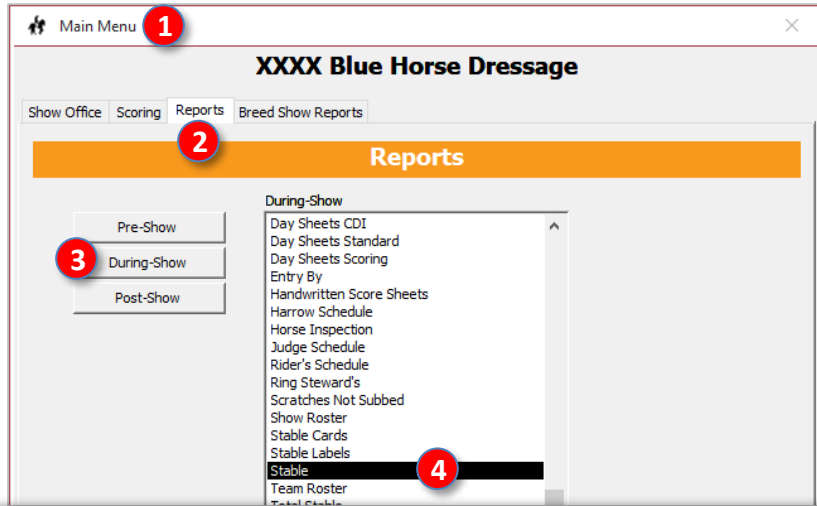 Main Menu 1
XXXX Blue Horse Dressage
Show Office Scoring Reports Breed Show Reports
2
Reports
During-Show
Pre-Show
3 During-Show
Post-Show
Day Sheets CDI
Day Sheets Standard
Day Sheets Scoring
Entry By
Handwritten Score Sheets
Harrow Schedule
Horse Inspection
Judge Schedule
Rider's Schedule
Ring Steward's
Scratches Not Subbed
Show Roster
Stable Cards
Stable Labels
Stable 4
Team Roster
Total Stable